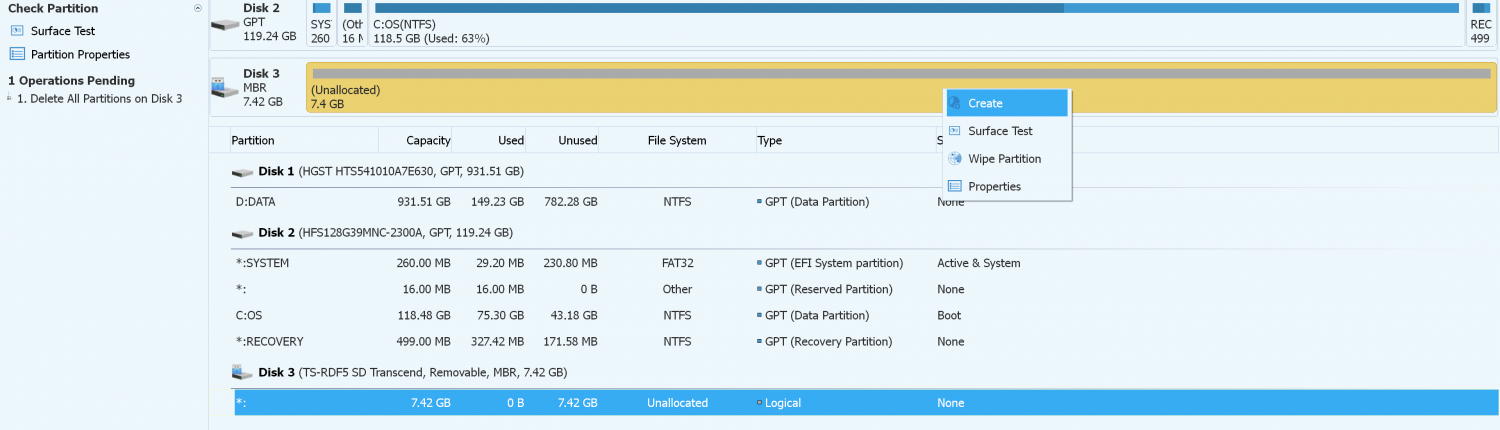 Check Partition
Surface Test
Partition Properties
1 Operations Pending
1. Delete All Partitions on Disk 3
Disk 2
GPT
119.24 GB
SYS
260
(Oth
16 M
C:OS(NTFS)
118.5 GB (Used: 63%)
REC
499
Disk 3
MBR
7.42 GB
(Unallocated)
7.4 GB
Create
Surface Test
Wipe Partition
Properties
Partition Capacity Used Unused File System Type S
Disk 1 (HGST HTS541010A7E630, GPT, 931.51 GB)
D:DATA 931.51 GB 149.23 GB 782.28 GB NTFS GPT (Data Partition) None
Disk 2 (HFS128G39MNC-2300A, GPT, 119.24 GB)
*:SYSTEM 260.00 MB 29.20 MB 230.80 MB FAT32 GPT (EFI System partition) Active & System
*: 16.00 MB 16.00 MB 0 B Other GPT (Reserved Partition) None
C:OS 118.48 GB 75.30 GB 43.18 GB NTFS GPT (Data Partition) Boot
*:RECOVERY 499.00 MB 327.42 MB 171.58 MB NTFS GPT (Recovery Partition) None
Disk 3 (TS-RDF5 SD Transcend, Removable, MBR, 7.42 GB)
*: 7.42 GB 0 B 7.42 GB Unallocated Logical None